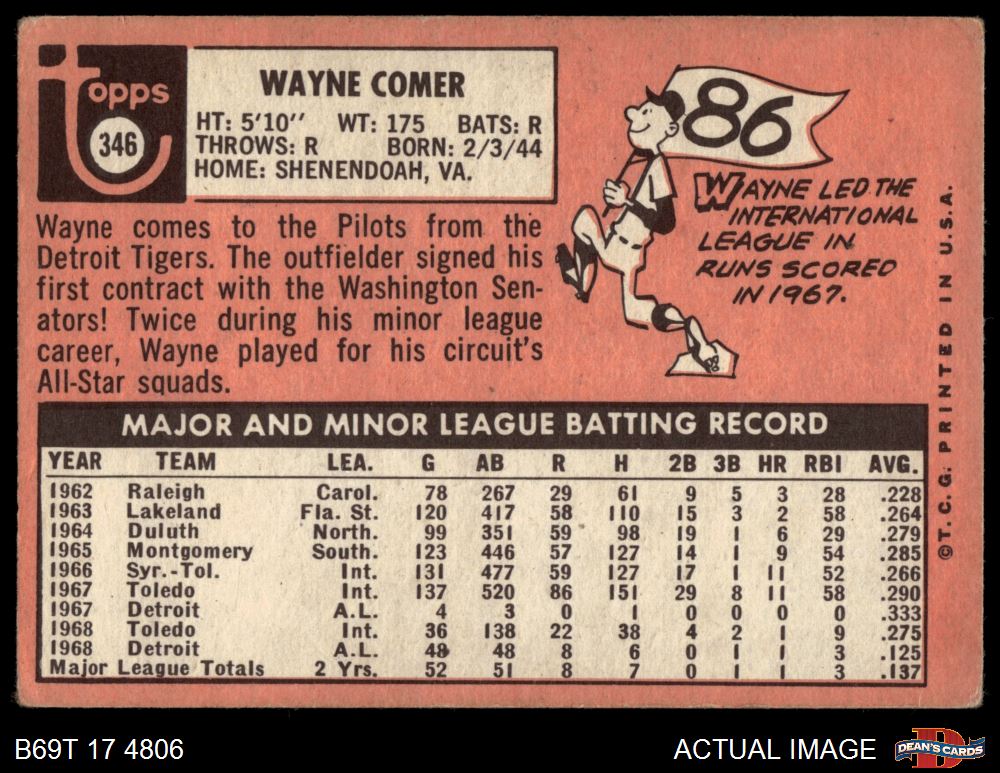 Topps
346
WAYNE COMER
HT: 5'10'' WT: 175 BATS: R
THROWS: R BORN: 2/3/44
HOME: SHENENDOAH, VA.
86
WAYNE LED THE
INTERNATIONAL
LEAGUE IN
RUNS SCORED
IN 1967.
Wayne comes to the Pilots from the
Detroit Tigers. The outfielder signed his
first contract with the Washington Sen-
ators! Twice during his minor league
career, Wayne played for his circuit's
All-Star squads.
MAJOR AND MINOR LEAGUE BATTING RECORD
YEAR TEAM LEA. G AB R H 2B 3B HR RBI AVG.
1962 Raleigh Carol. 78 267 29 61 9 5 3 28 .228
1963 Lakeland Fla. St. 120 417 58 110 15 3 2 58 .264
1964 Duluth North. 99 351 59 98 19 1 6 29 .279
1965 Montgomery South. 123 446 57 127 14 1 9 54 .285
1966 Syr.-Tol. Int. 131 477 59 127 17 1 11 52 .266
1967 Toledo Int. 137 520 86 151 29 8 11 58 .290
1967 Detroit A.L. 4 3 0 1 0 0 0 0 .333
1968 Toledo Int. 36 138 22 38 4 2 1 9 .275
1968 Detroit A.L. 48 48 8 6 0 1 1 3 .125
Major League Totals 2 Yrs. 52 51 8 7 0 1 1 3 .137
©T.C.G. PRINTED IN U.S.A.
B69T 17 4806
ACTUAL IMAGE
D
DEAN'S CARDS